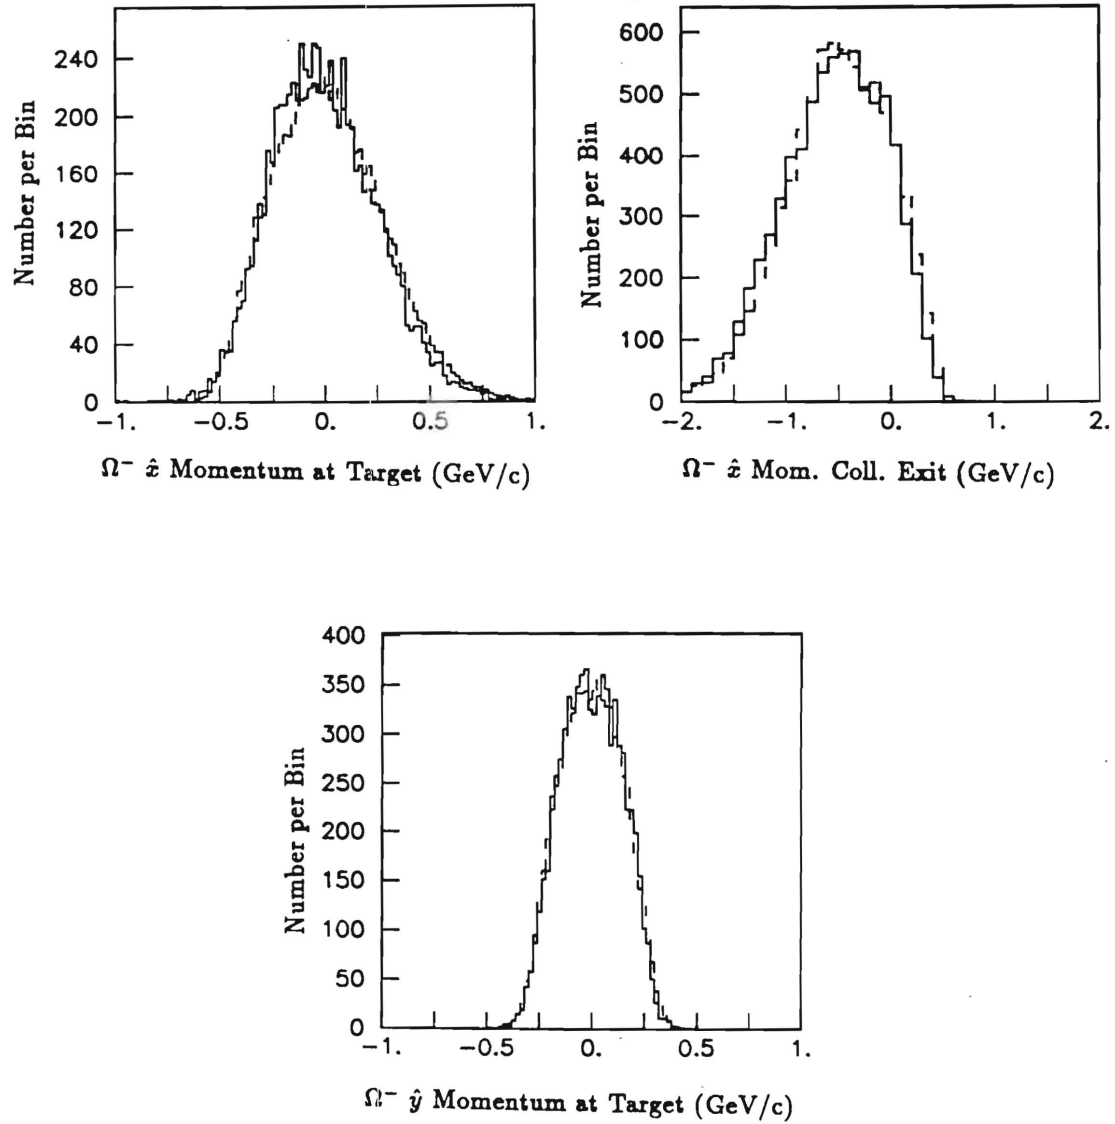 240
200
160
120
80
40
0
Number per Bin
-1. -0.5 0. 0.5 1.
Ω⁻ x̂ Momentum at Target (GeV/c)
600
500
400
300
200
100
0
Number per Bin
-2. -1. 0. 1. 2.
Ω⁻ x̂ Mom. Coll. Exit (GeV/c)
400
350
300
250
200
150
100
50
0
Number per Bin
-1. -0.5 0. 0.5 1.
Ω⁻ ŷ Momentum at Target (GeV/c)